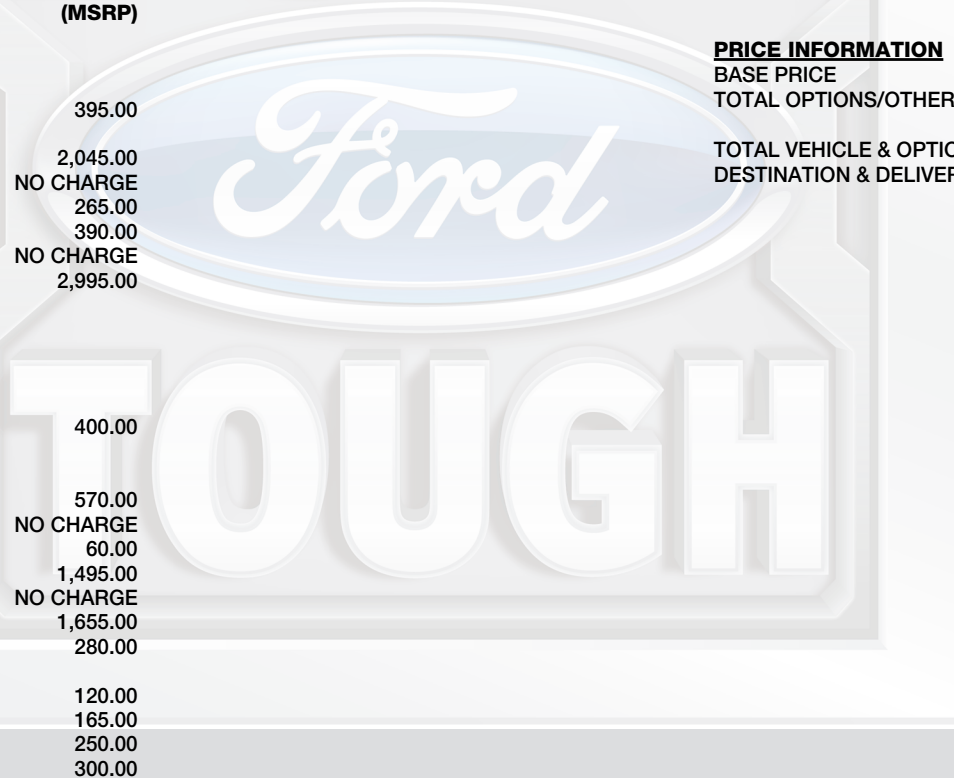 (MSRP)
395.00
2,045.00
NO CHARGE
265.00
390.00
NO CHARGE
2,995.00
400.00
570.00
NO CHARGE
60.00
1,495.00
NO CHARGE
1,655.00
280.00
120.00
165.00
250.00
300.00
PRICE INFORMATION
BASE PRICE
TOTAL OPTIONS/OTHER
TOTAL VEHICLE & OPTIO
DESTINATION & DELIVER
Ford
TOUGH